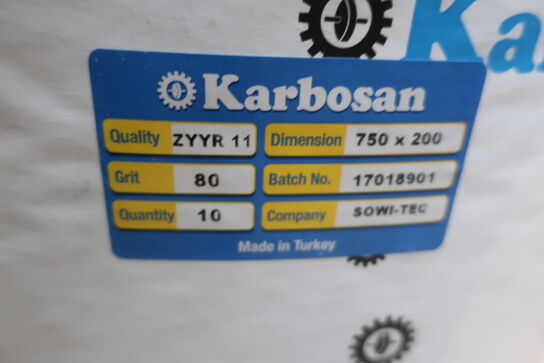 Ka
Karbosan
Quality ZYYR 11 Dimension 750 x 200
Grit 80 Batch No. 17018901
Quantity 10 Company SOWI-TEC
Made in Turkey